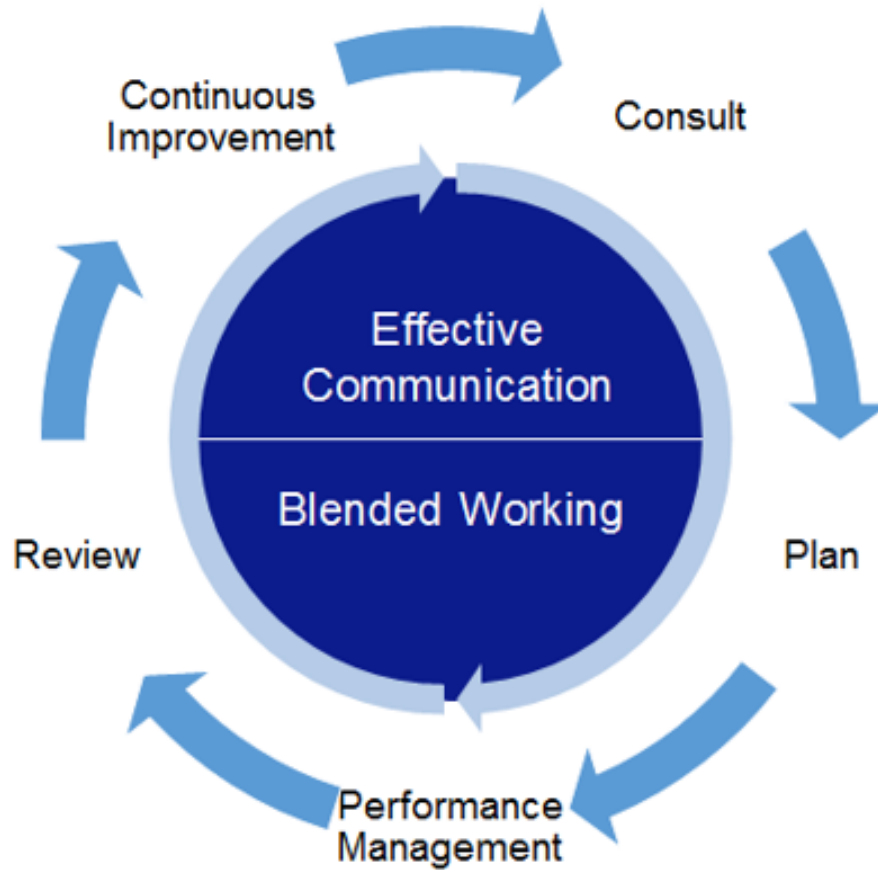 Continuous
Improvement
Consult
Effective
Communication
Blended Working
Review
Plan
Performance
Management